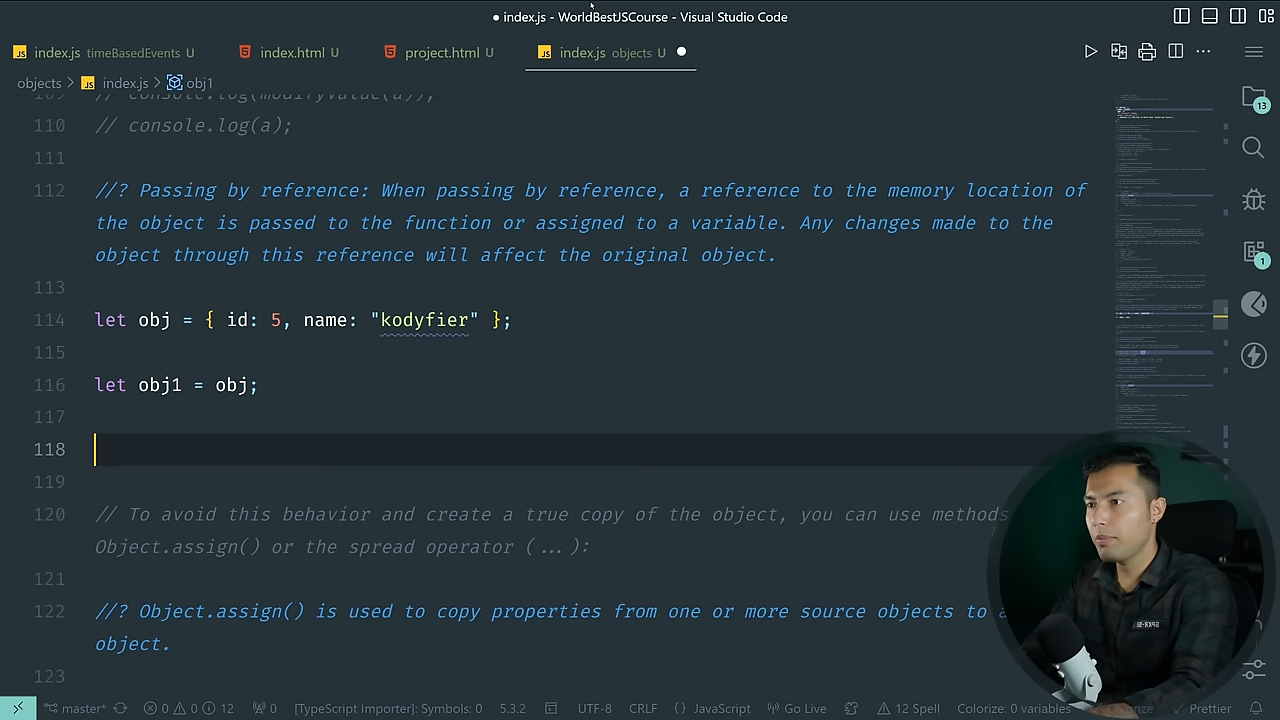 index.js - WorldBestJSCourse - Visual Studio Code
index.js timeBasedEvents U
index.html U
project.html U
index.js objects U
objects > index.js > obj1
109 // console.log(modifyValue(a));
110 // console.log(a);
111
112 //? Passing by reference: When passing by reference, a reference to the memory location of
the object is passed to the function or assigned to a variable. Any changes made to the
object through this reference will affect the original object.
113
114 let obj = { id: 5, name: "kodyfier" };
115
116 let obj1 = obj;
117
118
119
120 // To avoid this behavior and create a true copy of the object, you can use methods
Object.assign() or the spread operator (...):
121
122 //? Object.assign() is used to copy properties from one or more source objects to
object.
123
13
1
master* 0 0 12 0 [TypeScript Importer]: Symbols: 0 5.3.2 UTF-8 CRLF {} JavaScript Go Live 12 Spell Colorize: 0 variables Colorize Prettier